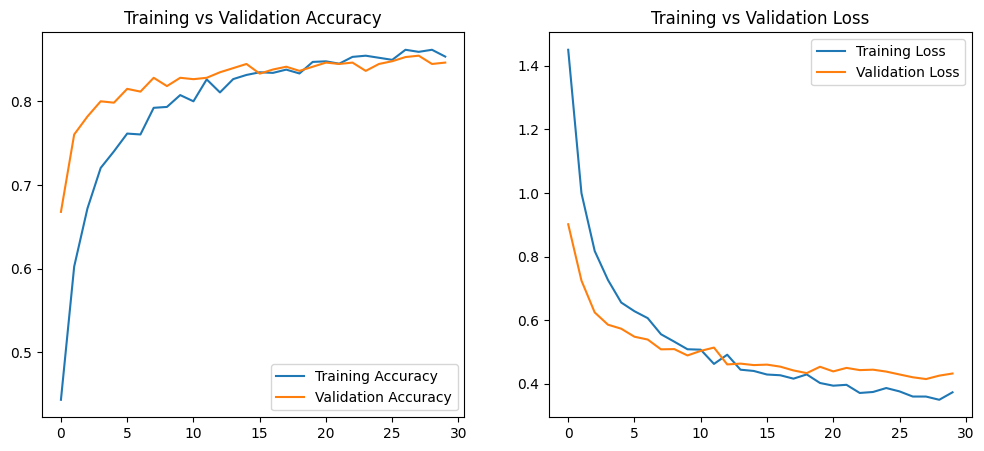 Training vs Validation Accuracy
0.8
0.7
0.6
0.5
0 5 10 15 20 25 30
Training Accuracy
Validation Accuracy
Training vs Validation Loss
1.4
1.2
1.0
0.8
0.6
0.4
0 5 10 15 20 25 30
Training Loss
Validation Loss